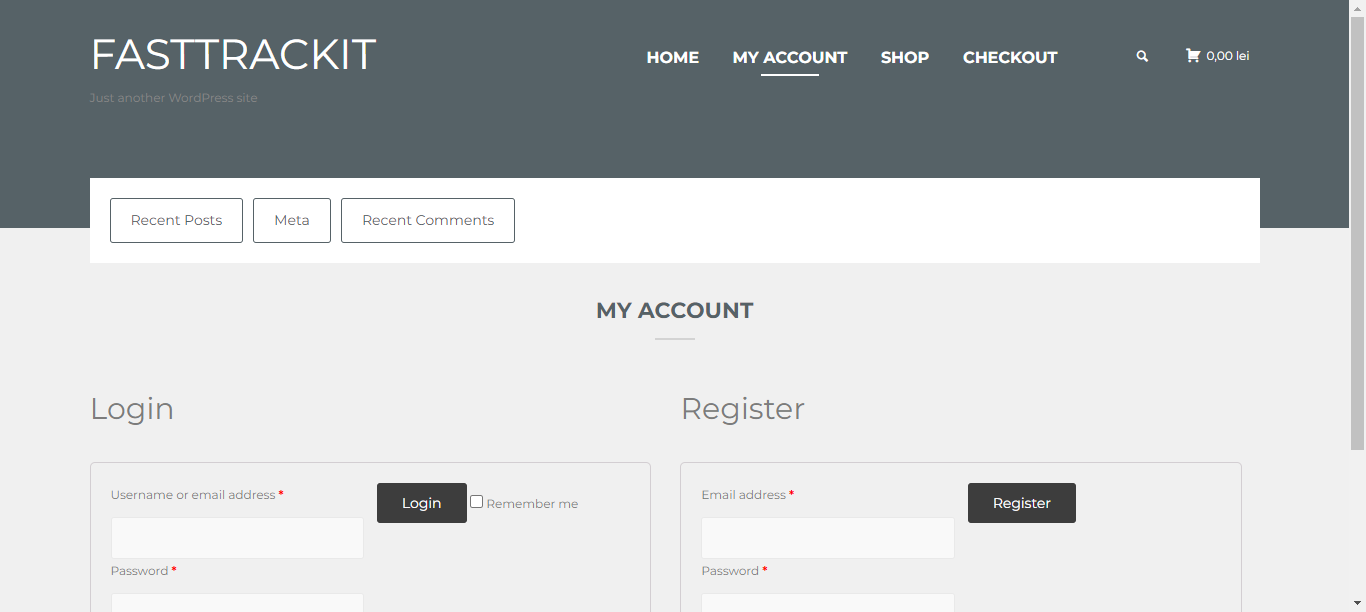 FASTTRACKIT
HOME MY ACCOUNT SHOP CHECKOUT 0,00 lei
Just another WordPress site
Recent Posts Meta Recent Comments
MY ACCOUNT
Login
Register
Username or email address *
Login Remember me
Password *
Email address *
Register
Password *